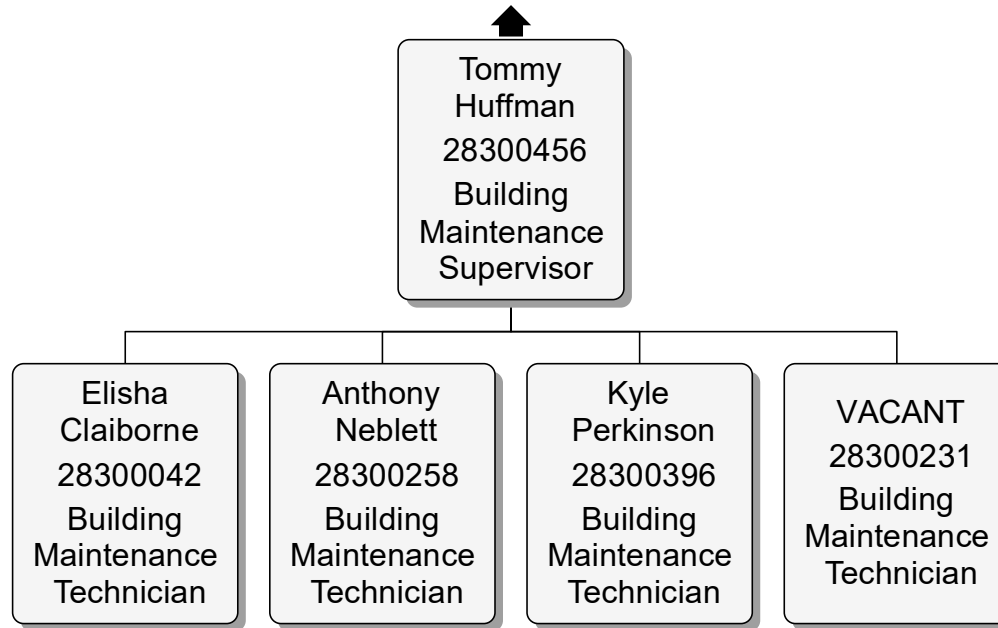 Tommy
Huffman
28300456
Building
Maintenance
Supervisor
Elisha
Claiborne
28300042
Building
Maintenance
Technician
Anthony
Neblett
28300258
Building
Maintenance
Technician
Kyle
Perkinson
28300396
Building
Maintenance
Technician
VACANT
28300231
Building
Maintenance
Technician